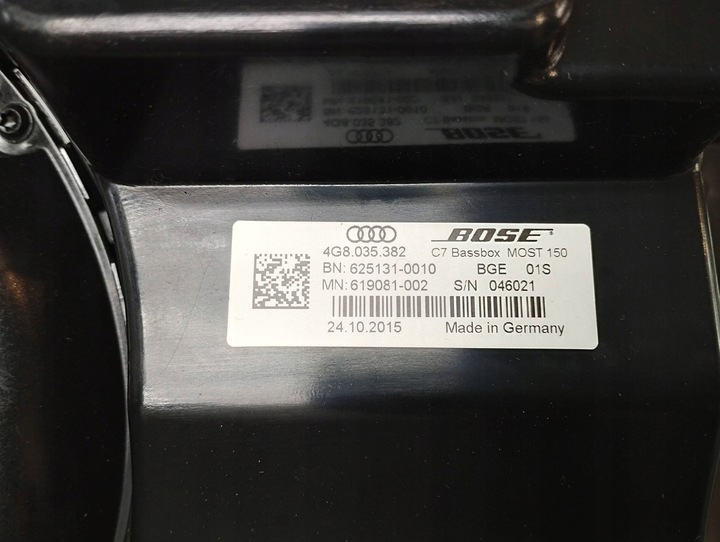 BOSE
4G8.035.382 C7 Bassbox MOST 150
BN: 625131-0010 BGE 01S
MN: 619081-002 S/N 046021
24.10.2015 Made in Germany